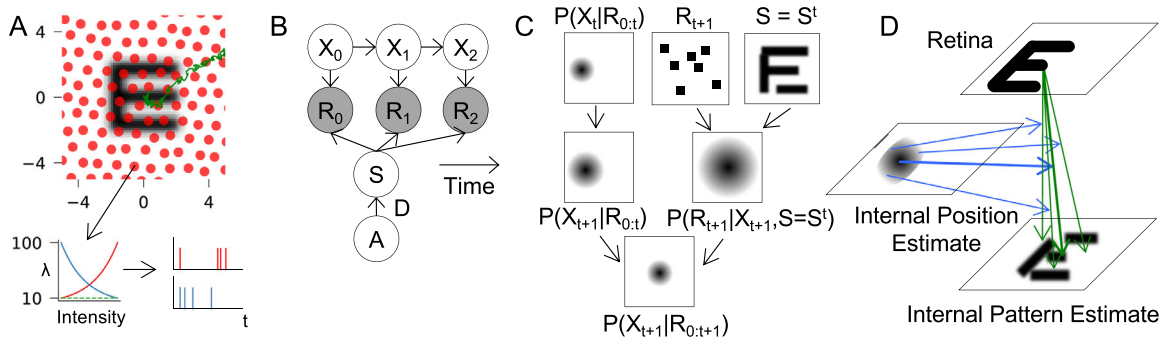 A
4
0
−4
−4
0
4
100
λ
10
Intensity
t
B
X0
X1
X2
R0
R1
R2
S
D
A
Time
C
P(Xt|R0:t)
Rt+1
S = S^t
P(Xt+1|R0:t)
P(Rt+1|Xt+1,S=S^t)
P(Xt+1|R0:t+1)
D
Retina
Internal Position
Estimate
Internal Pattern Estimate